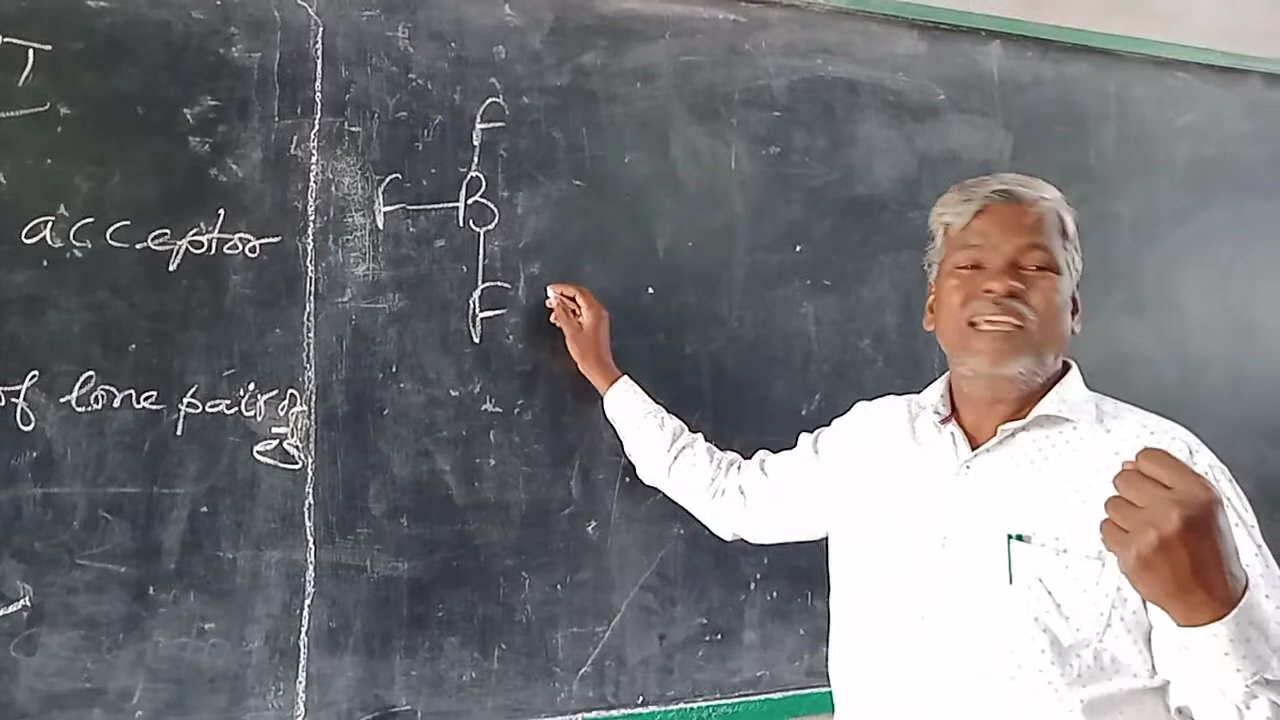 T
acceptor
of lone pairs
F
F—B
F